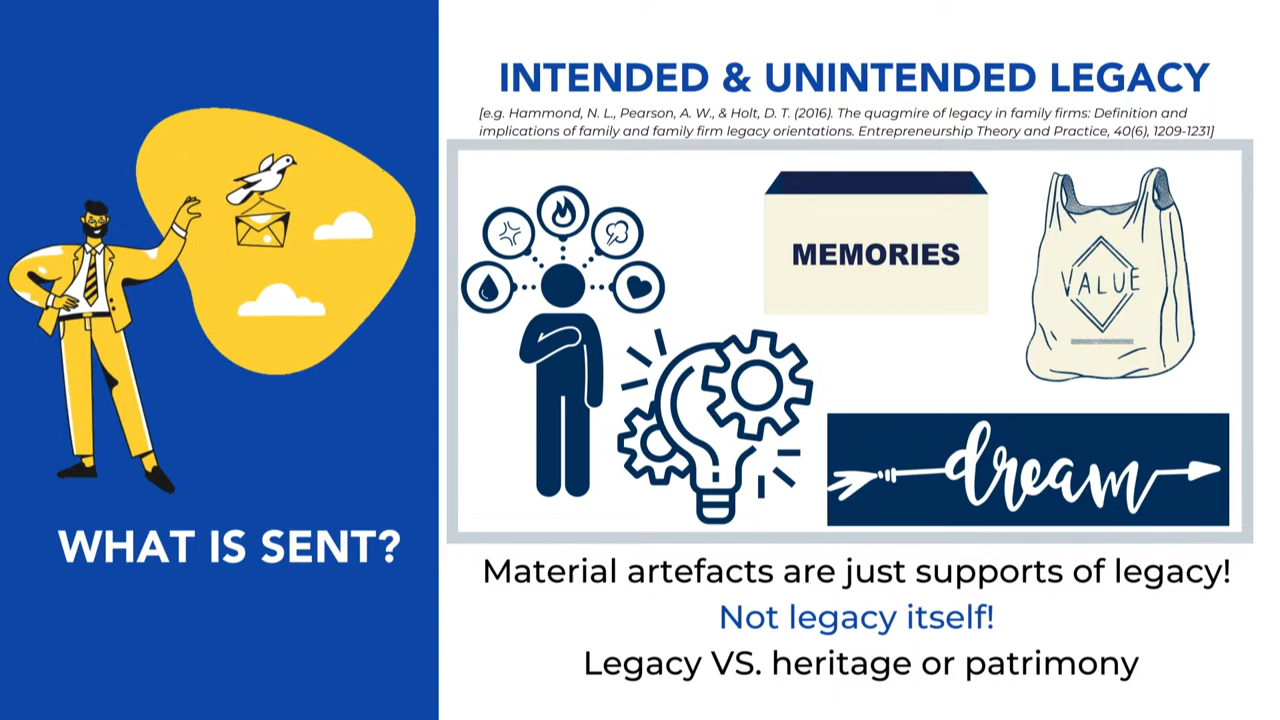 INTENDED & UNINTENDED LEGACY
[e.g. Hammond, N. L., Pearson, A. W., & Holt, D. T. (2016). The quagmire of legacy in family firms: Definition and
implications of family and family firm legacy orientations. Entrepreneurship Theory and Practice, 40(6), 1209-1231]
MEMORIES
VALUE
dream
WHAT IS SENT?
Material artefacts are just supports of legacy!
Not legacy itself!
Legacy VS. heritage or patrimony